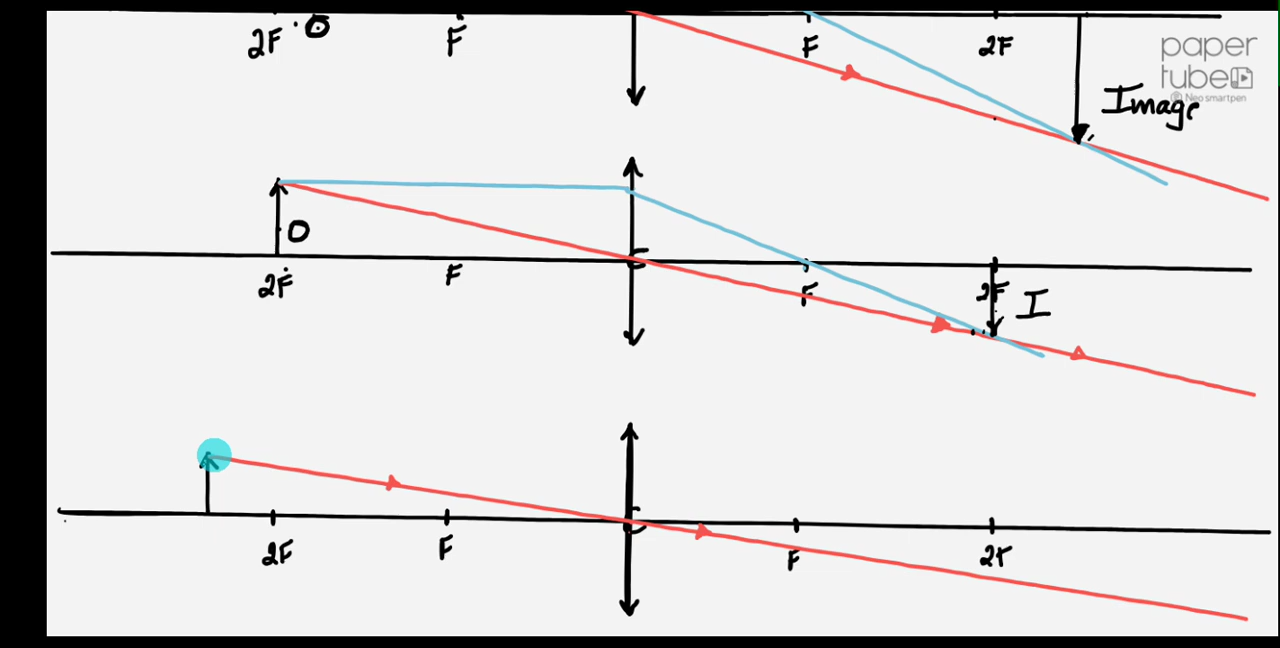 2F O F F 2F
paper
tube
Neo smartpen
Image
O
2F F C F 2F I
C
2F F F 2F